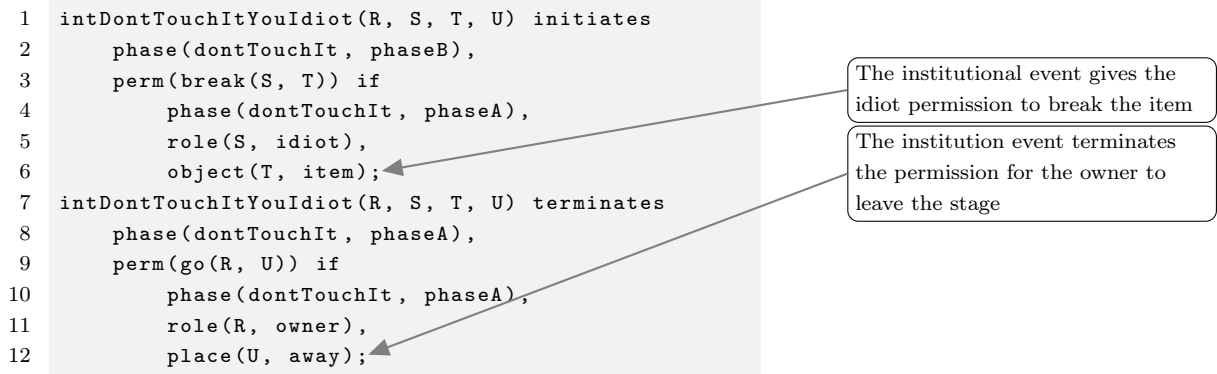 1 intDontTouchItYouIdiot(R, S, T, U) initiates
2 phase(dontTouchIt, phaseB),
3 perm(break(S, T)) if
4 phase(dontTouchIt, phaseA),
5 role(S, idiot),
6 object(T, item);
7 intDontTouchItYouIdiot(R, S, T, U) terminates
8 phase(dontTouchIt, phaseA),
9 perm(go(R, U)) if
10 phase(dontTouchIt, phaseA),
11 role(R, owner),
12 place(U, away);
The institutional event gives the
idiot permission to break the item
The institution event terminates
the permission for the owner to
leave the stage